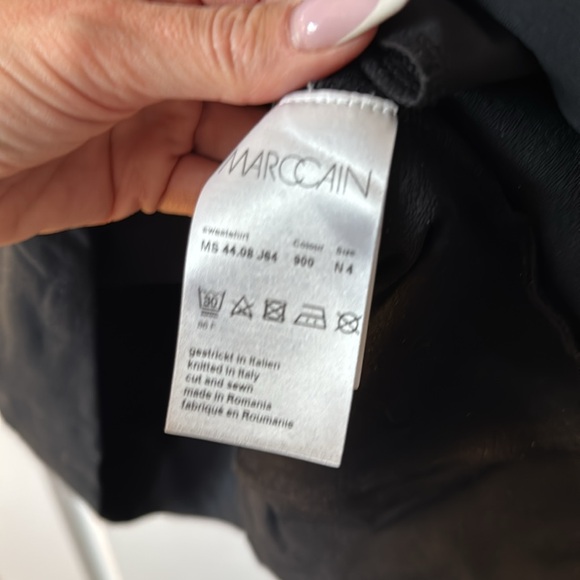 MARCCAIN
sweatshirt Colour Size
MS 44.08 J64 900 N4
30
86 F
gestrickt in Italien
knitted in Italy
cut and sewn
made in Romania
fabriqué en Roumanie